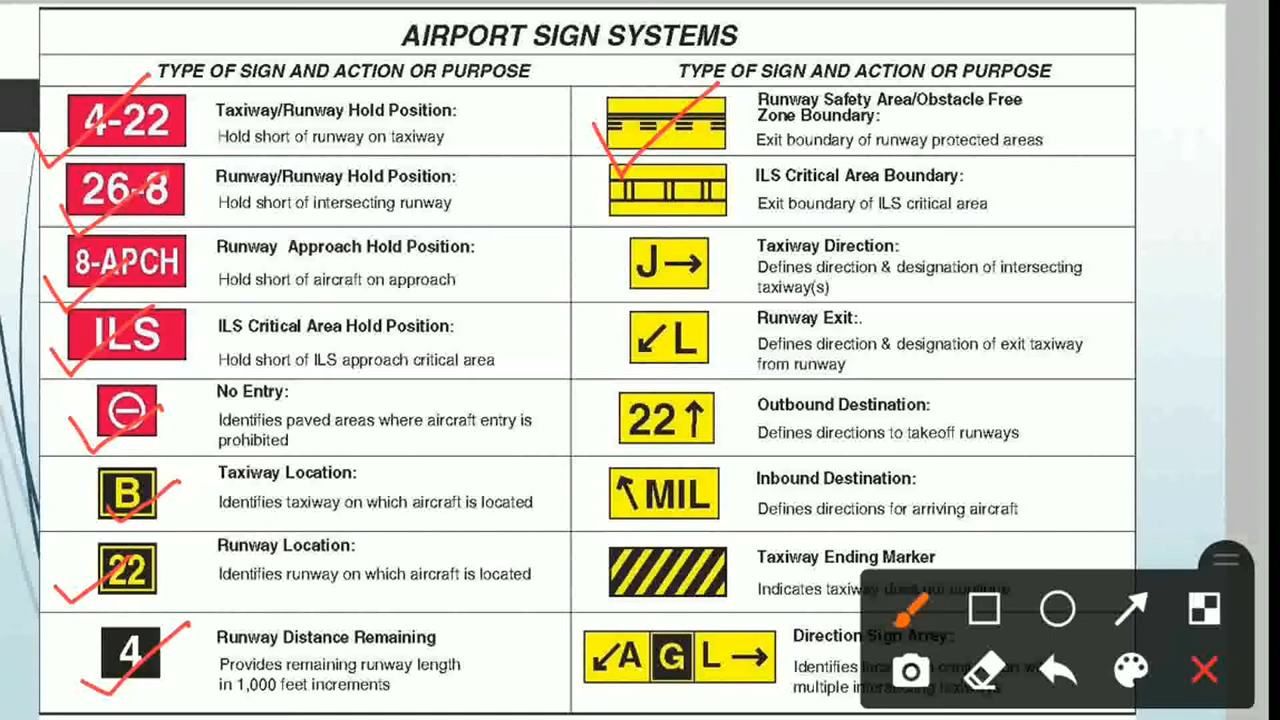 AIRPORT SIGN SYSTEMS
TYPE OF SIGN AND ACTION OR PURPOSE
4-22
Taxiway/Runway Hold Position:
Hold short of runway on taxiway
26-8
Runway/Runway Hold Position:
Hold short of intersecting runway
8-APCH
Runway Approach Hold Position:
Hold short of aircraft on approach
ILS
ILS Critical Area Hold Position:
Hold short of ILS approach critical area
No Entry:
Identifies paved areas where aircraft entry is
prohibited
B
Taxiway Location:
Identifies taxiway on which aircraft is located
22
Runway Location:
Identifies runway on which aircraft is located
4
Runway Distance Remaining
Provides remaining runway length
in 1,000 feet increments
TYPE OF SIGN AND ACTION OR PURPOSE
Runway Safety Area/Obstacle Free
Zone Boundary:
Exit boundary of runway protected areas
ILS Critical Area Boundary:
Exit boundary of ILS critical area
J→
Taxiway Direction:
Defines direction & designation of intersecting
taxiway(s)
↙L
Runway Exit:.
Defines direction & designation of exit taxiway
from runway
22↑
Outbound Destination:
Defines directions to takeoff runways
↖MIL
Inbound Destination:
Defines directions for arriving aircraft
Taxiway Ending Marker
Indicates taxiway does not continue
↙A G L→
Direction Sign Array:
Identifies
multiple intersecting taxiways